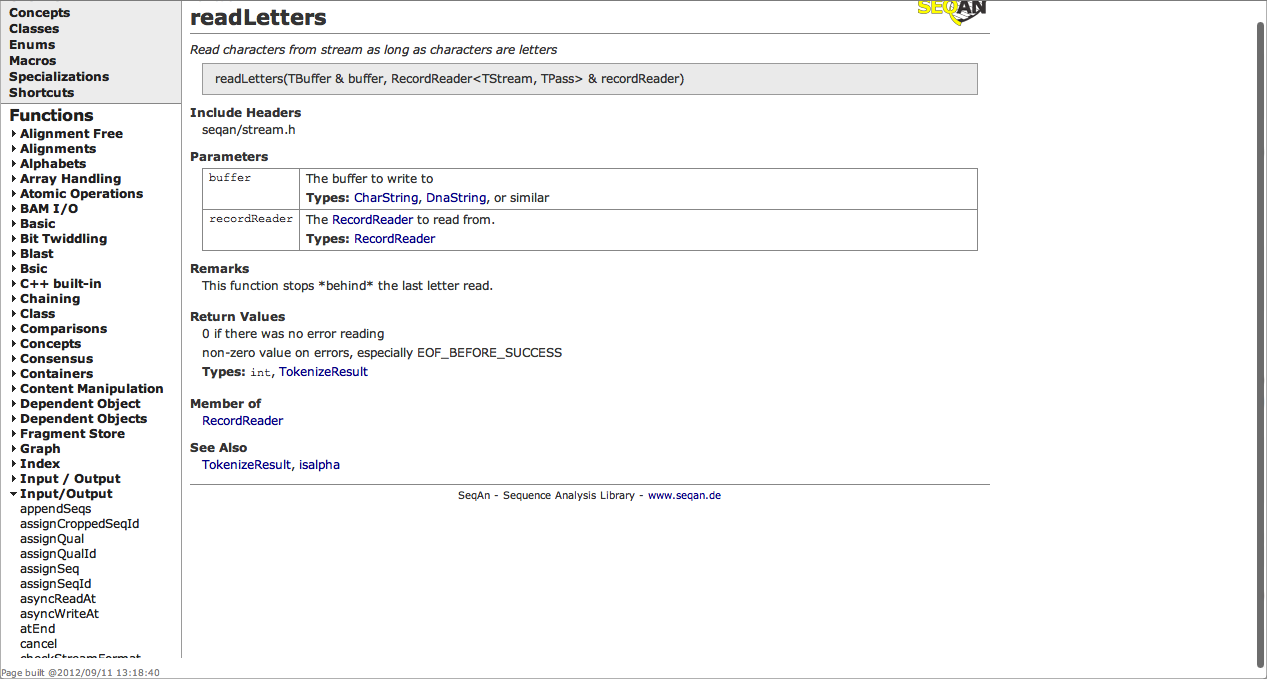 Concepts
Classes
Enums
Macros
Specializations
Shortcuts
Functions
Alignment Free
Alignments
Alphabets
Array Handling
Atomic Operations
BAM I/O
Basic
Bit Twiddling
Blast
Bsic
C++ built-in
Chaining
Class
Comparisons
Concepts
Consensus
Containers
Content Manipulation
Dependent Object
Dependent Objects
Fragment Store
Graph
Index
Input / Output
Input/Output
appendSeqs
assignCroppedSeqId
assignQual
assignQualId
assignSeq
assignSeqId
asyncReadAt
asyncWriteAt
atEnd
cancel
checkStreamFormat
Page built @2012/09/11 13:18:40
readLetters
SEQAN
Read characters from stream as long as characters are letters
readLetters(TBuffer & buffer, RecordReader<TStream, TPass> & recordReader)
Include Headers
seqan/stream.h
Parameters
buffer
The buffer to write to
Types: CharString, DnaString, or similar
recordReader
The RecordReader to read from.
Types: RecordReader
Remarks
This function stops *behind* the last letter read.
Return Values
0 if there was no error reading
non-zero value on errors, especially EOF_BEFORE_SUCCESS
Types: int, TokenizeResult
Member of
RecordReader
See Also
TokenizeResult, isalpha
SeqAn - Sequence Analysis Library - www.seqan.de